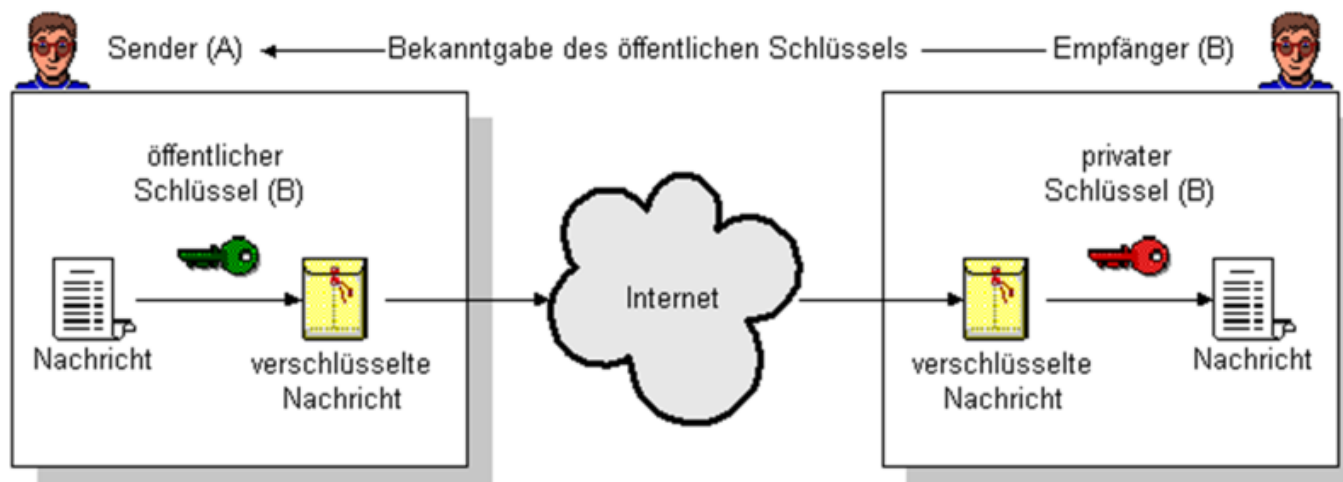 Sender (A) Bekanntgabe des öffentlichen Schlüssels Empfänger (B)
öffentlicher
Schlüssel (B)
Nachricht
verschlüsselte
Nachricht
Internet
privater
Schlüssel (B)
verschlüsselte
Nachricht
Nachricht